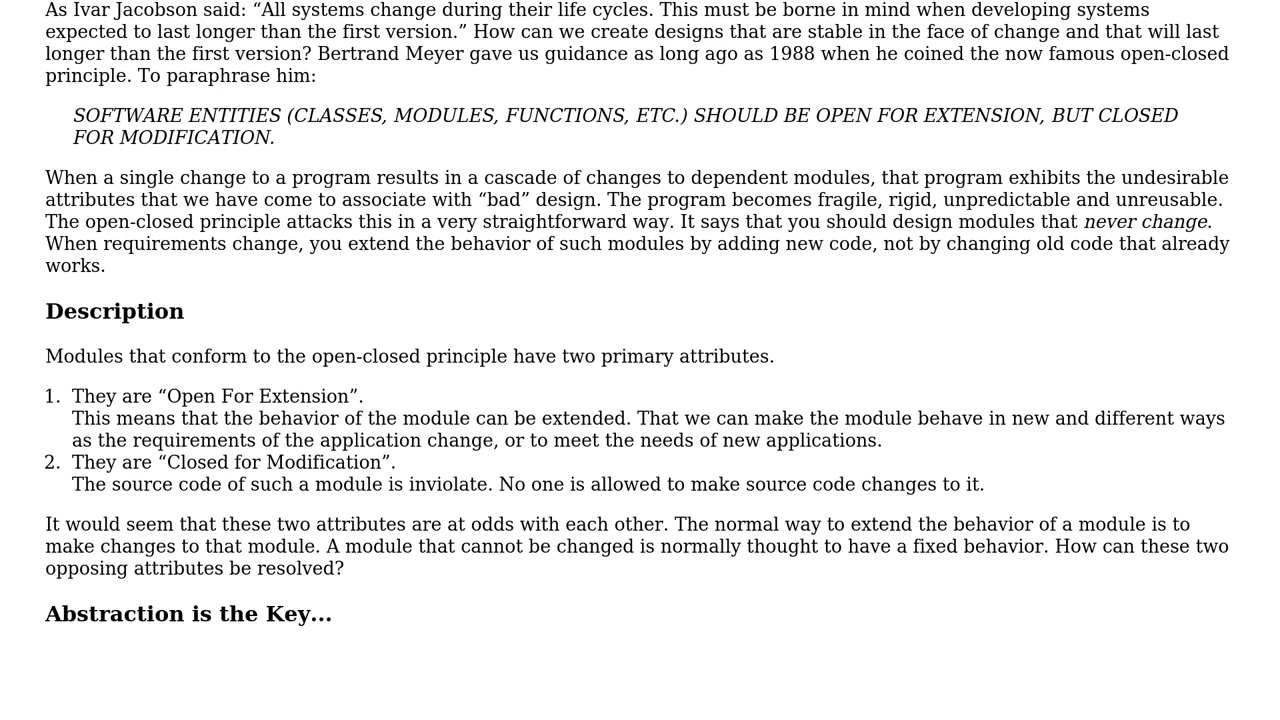 As Ivar Jacobson said: “All systems change during their life cycles. This must be borne in mind when developing systems
expected to last longer than the first version.” How can we create designs that are stable in the face of change and that will last
longer than the first version? Bertrand Meyer gave us guidance as long ago as 1988 when he coined the now famous open-closed
principle. To paraphrase him:
SOFTWARE ENTITIES (CLASSES, MODULES, FUNCTIONS, ETC.) SHOULD BE OPEN FOR EXTENSION, BUT CLOSED
FOR MODIFICATION.
When a single change to a program results in a cascade of changes to dependent modules, that program exhibits the undesirable
attributes that we have come to associate with “bad” design. The program becomes fragile, rigid, unpredictable and unreusable.
The open-closed principle attacks this in a very straightforward way. It says that you should design modules that never change.
When requirements change, you extend the behavior of such modules by adding new code, not by changing old code that already
works.
Description
Modules that conform to the open-closed principle have two primary attributes.
1. They are “Open For Extension”.
This means that the behavior of the module can be extended. That we can make the module behave in new and different ways
as the requirements of the application change, or to meet the needs of new applications.
2. They are “Closed for Modification”.
The source code of such a module is inviolate. No one is allowed to make source code changes to it.
It would seem that these two attributes are at odds with each other. The normal way to extend the behavior of a module is to
make changes to that module. A module that cannot be changed is normally thought to have a fixed behavior. How can these two
opposing attributes be resolved?
Abstraction is the Key...